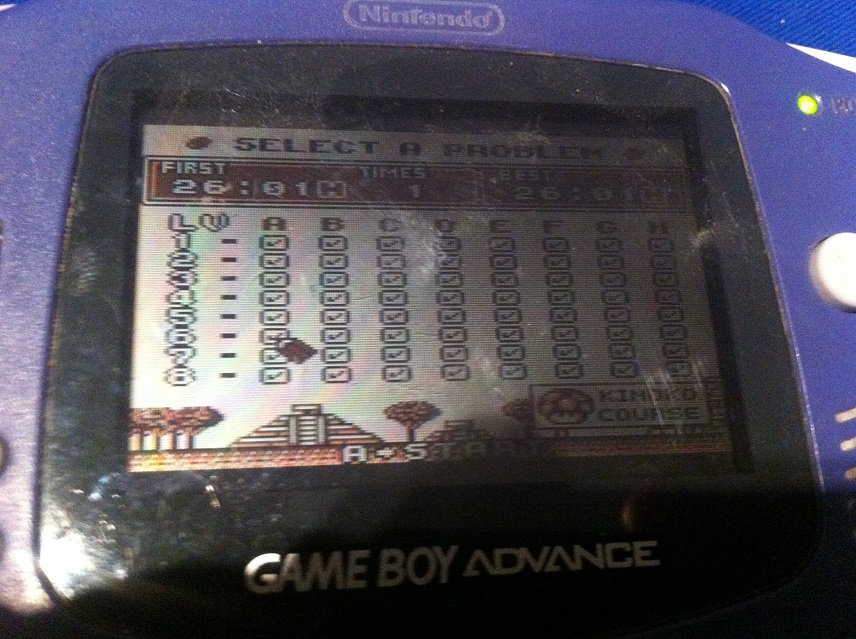 Nintendo
SELECT A PROBLEM
FIRST TIMES BEST
26:01 1 26:01
LV A B C D E F G H
1 -
2 -
3 -
4 -
5 -
6 -
7 -
8 -
KINOKO
COURSE
A+START
GAME BOY ADVANCE